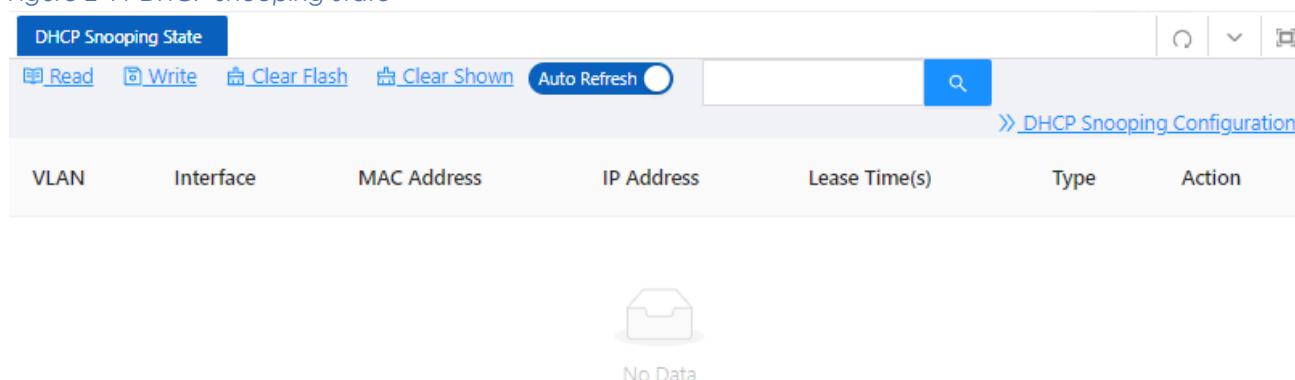 DHCP Snooping State
Read Write Clear Flash Clear Shown Auto Refresh
DHCP Snooping Configuration
VLAN Interface MAC Address IP Address Lease Time(s) Type Action
No Data